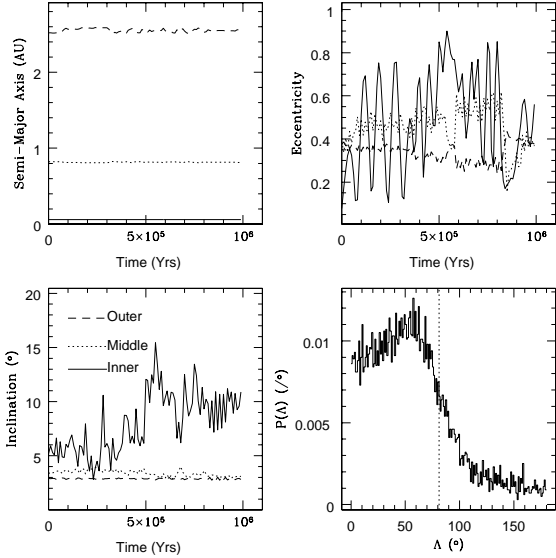 Semi-Major Axis (AU)
2
1
0
0
5×10⁵
10⁶
Time (Yrs)
Eccentricity
1
0.8
0.6
0.4
0.2
0
5×10⁵
10⁶
Time (Yrs)
Inclination (°)
20
15
10
5
Outer
Middle
Inner
0
5×10⁵
10⁶
Time (Yrs)
P(Λ) (/°)
0.01
0.005
0
0
50
100
150
Λ (°)